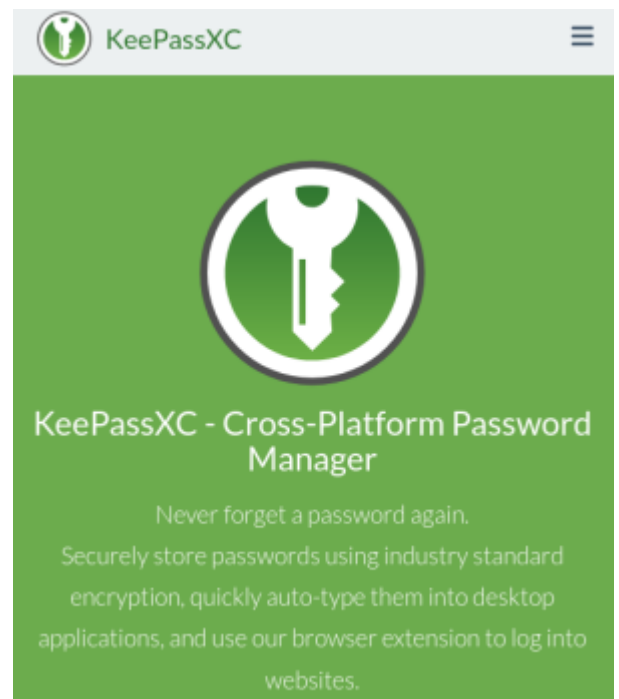 KeePassXC
KeePassXC - Cross-Platform Password
Manager
Never forget a password again.
Securely store passwords using industry standard
encryption, quickly auto-type them into desktop
applications, and use our browser extension to log into
websites.